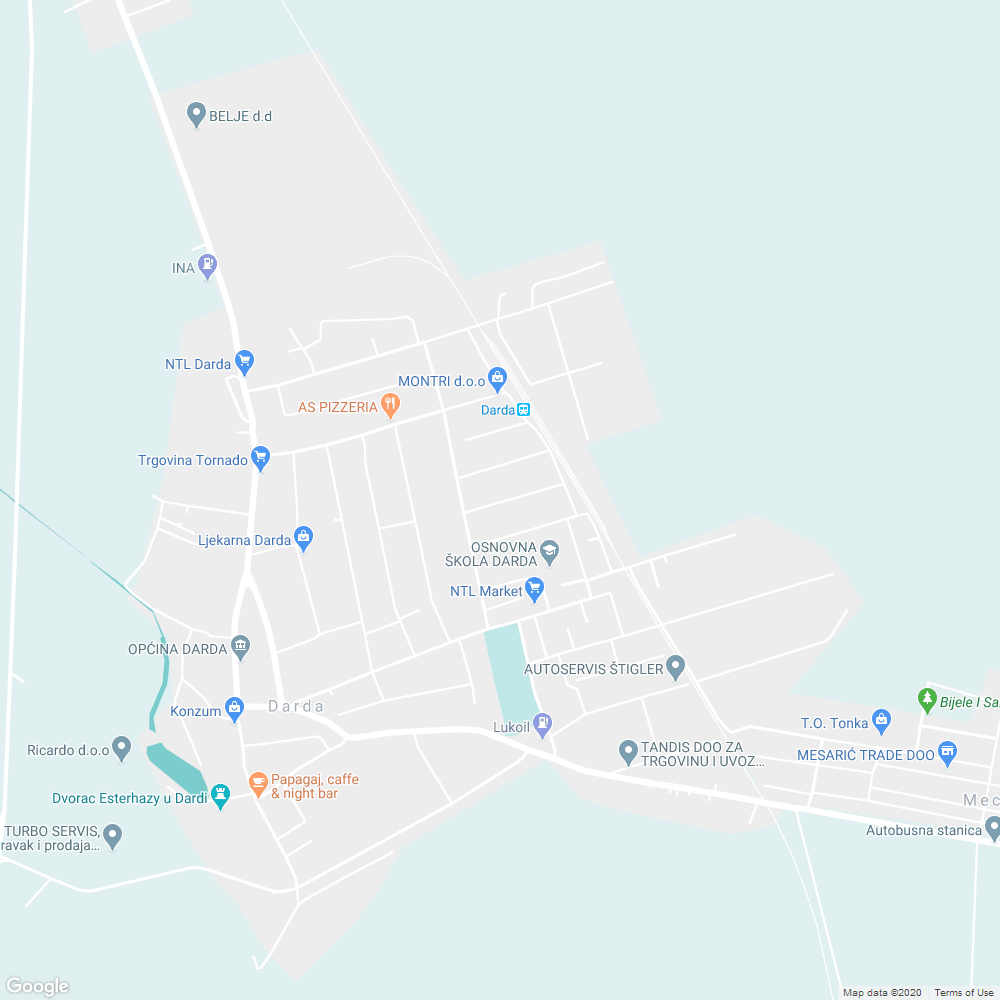 BELJE d.d
INA
NTL Darda
MONTRI d.o.o
AS PIZZERIA
Darda
Trgovina Tornado
Ljekarna Darda
OSNOVNA
ŠKOLA DARDA
NTL Market
OPĆINA DARDA
AUTOSERVIS ŠTIGLER
Konzum
Darda
Bijele I Sa
Lukoil
T.O. Tonka
Ricardo d.o.o
TANDIS DOO ZA
TRGOVINU I UVOZ...
MESARIĆ TRADE DOO
Papagaj, caffe
& night bar
Dvorac Esterhazy u Dardi
Mec
TURBO SERVIS,
ravak i prodaja...
Autobusna stanica
Google
Map data ©2020 Terms of Use